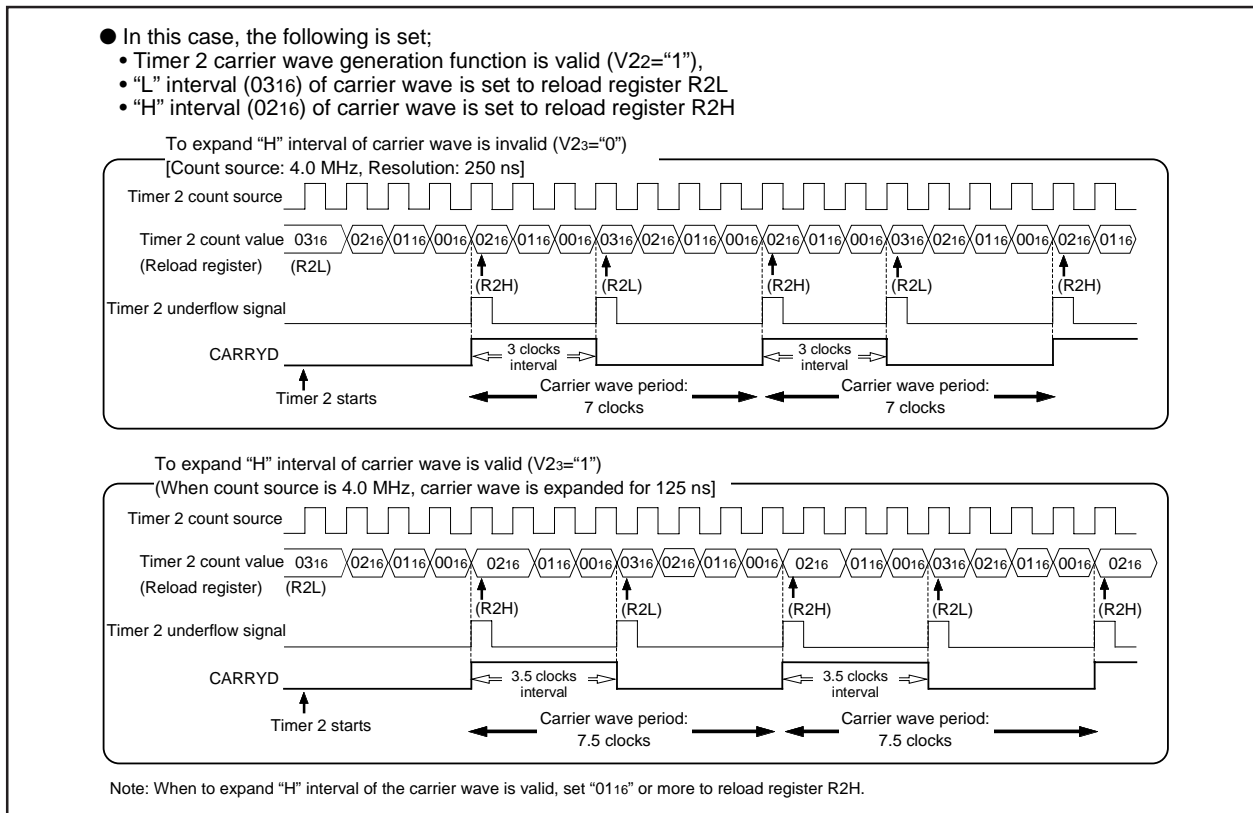 ● In this case, the following is set;
• Timer 2 carrier wave generation function is valid (V22=“1”),
• “L” interval (0316) of carrier wave is set to reload register R2L
• “H” interval (0216) of carrier wave is set to reload register R2H
To expand “H” interval of carrier wave is invalid (V23=“0”)
[Count source: 4.0 MHz, Resolution: 250 ns]
Timer 2 count source
Timer 2 count value 0316 0216 0116 0016 0216 0116 0016 0316 0216 0116 0016 0216 0116 0016 0316 0216 0116 0016 0216 0116
(Reload register) (R2L)
(R2H) (R2L) (R2H) (R2L) (R2H)
Timer 2 underflow signal
CARRYD
3 clocks interval 3 clocks interval
Timer 2 starts
Carrier wave period: Carrier wave period:
7 clocks 7 clocks
To expand “H” interval of carrier wave is valid (V23=“1”)
(When count source is 4.0 MHz, carrier wave is expanded for 125 ns]
Timer 2 count source
Timer 2 count value 0316 0216 0116 0016 0216 0116 0016 0316 0216 0116 0016 0216 0116 0016 0316 0216 0116 0016 0216
(Reload register) (R2L)
(R2H) (R2L) (R2H) (R2L) (R2H)
Timer 2 underflow signal
CARRYD
3.5 clocks interval 3.5 clocks interval
Timer 2 starts
Carrier wave period: Carrier wave period:
7.5 clocks 7.5 clocks
Note: When to expand “H” interval of the carrier wave is valid, set “0116” or more to reload register R2H.